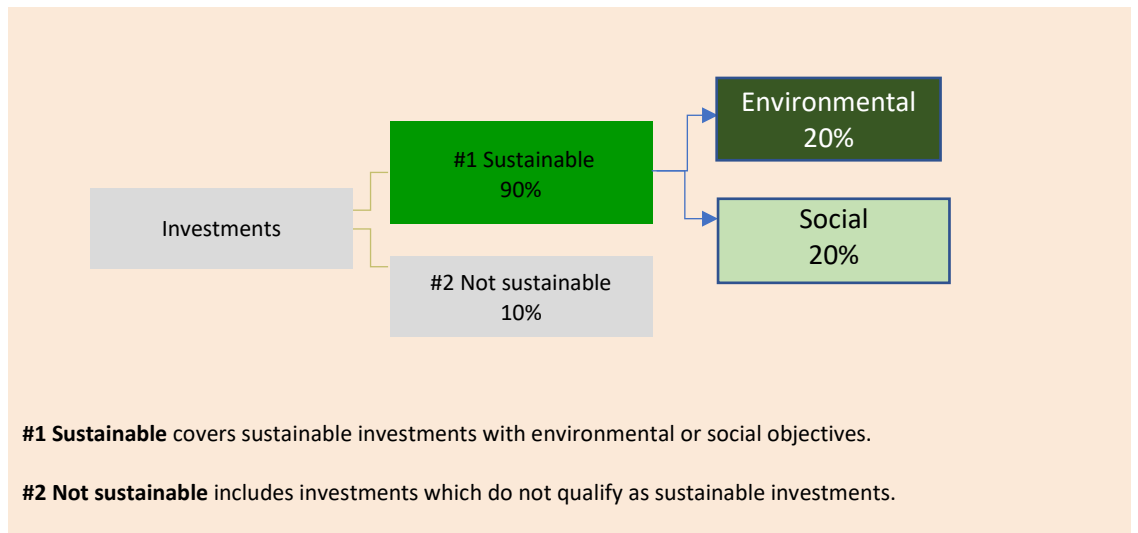 Investments
#1 Sustainable
90%
#2 Not sustainable
10%
Environmental
20%
Social
20%
#1 Sustainable covers sustainable investments with environmental or social objectives.
#2 Not sustainable includes investments which do not qualify as sustainable investments.